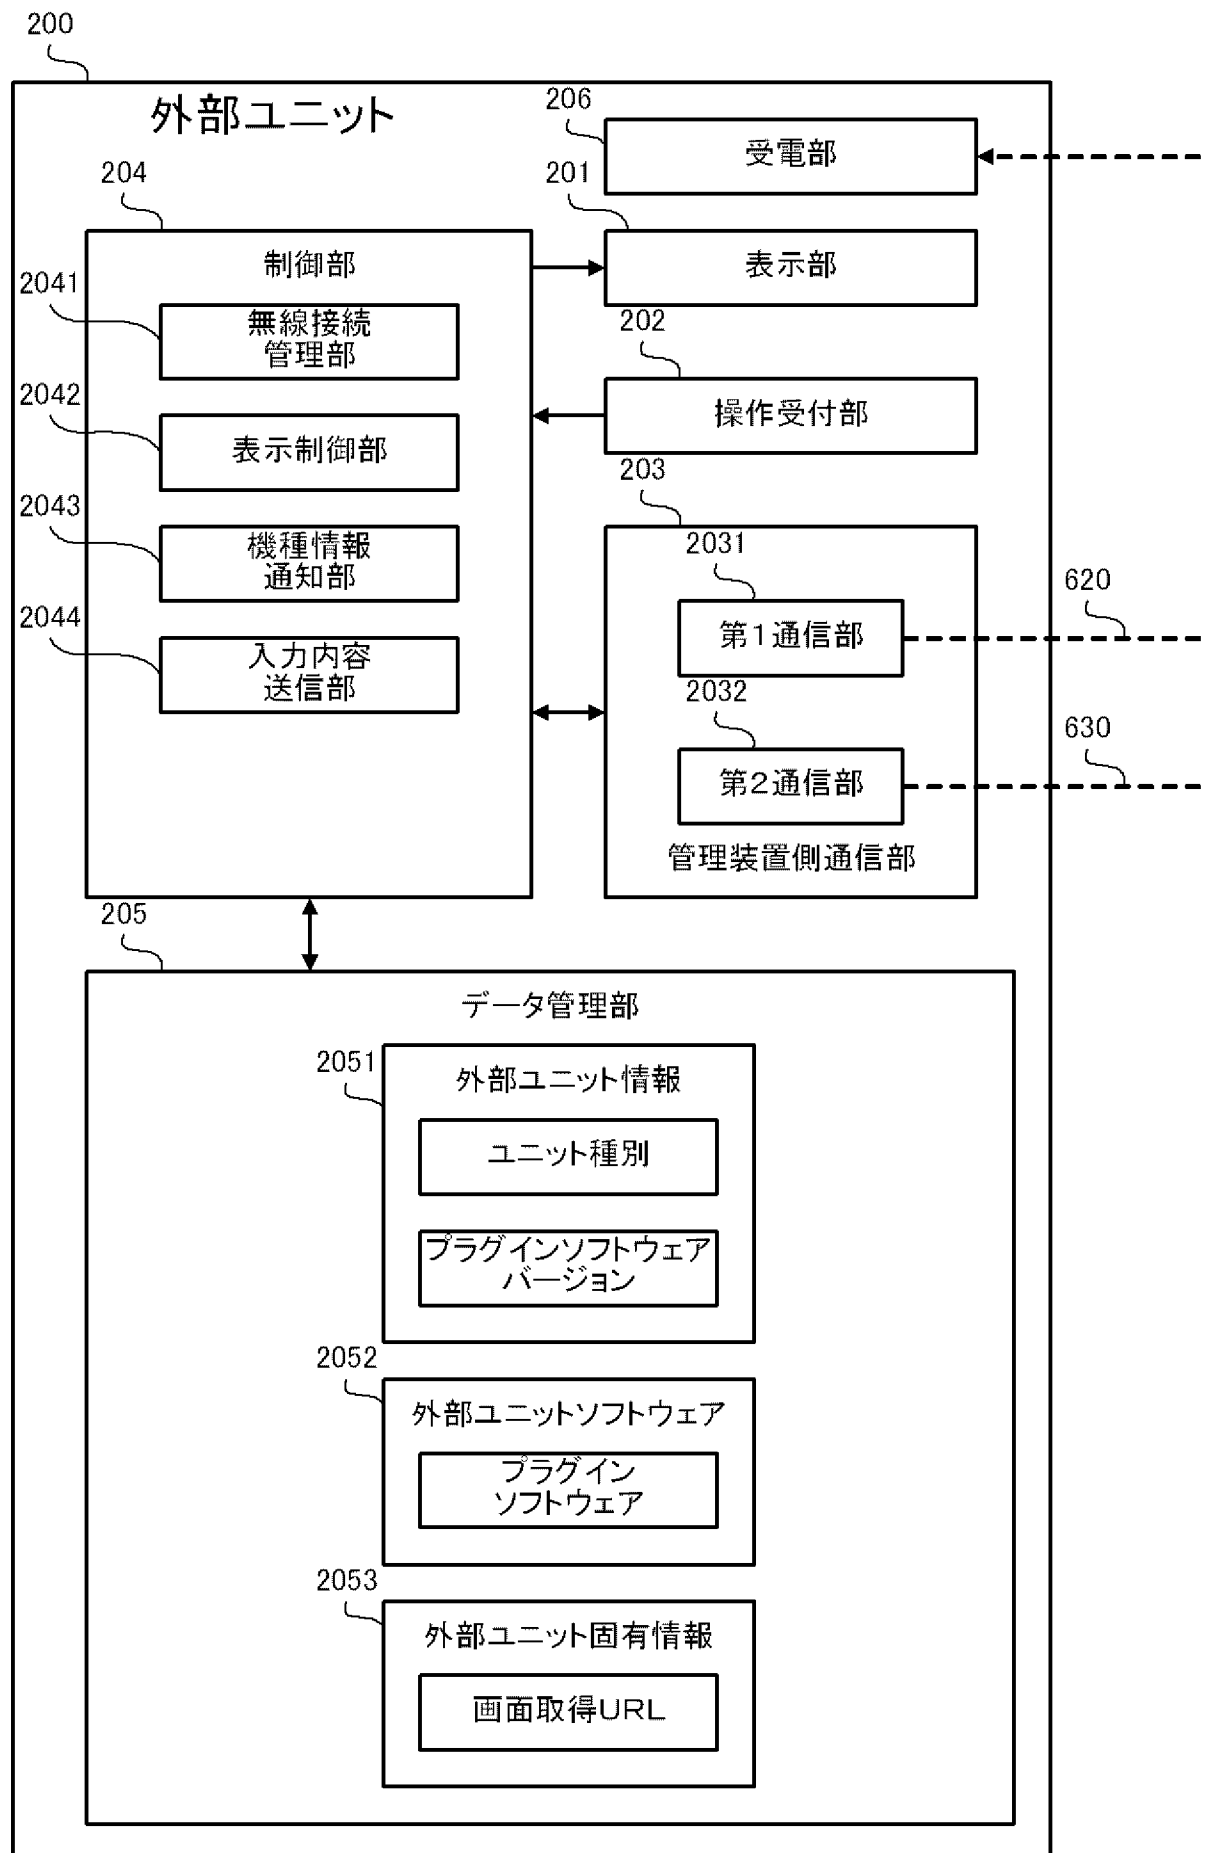 200
外部ユニット
206
受電部
201
表示部
204
制御部
2041
無線接続
管理部
2042
表示制御部
2043
機種情報
通知部
2044
入力内容
送信部
202
操作受付部
203
2031
第1通信部
620
2032
第2通信部
630
管理装置側通信部
205
データ管理部
2051
外部ユニット情報
ユニット種別
プラグインソフトウェア
バージョン
2052
外部ユニットソフトウェア
プラグイン
ソフトウェア
2053
外部ユニット固有情報
画面取得URL